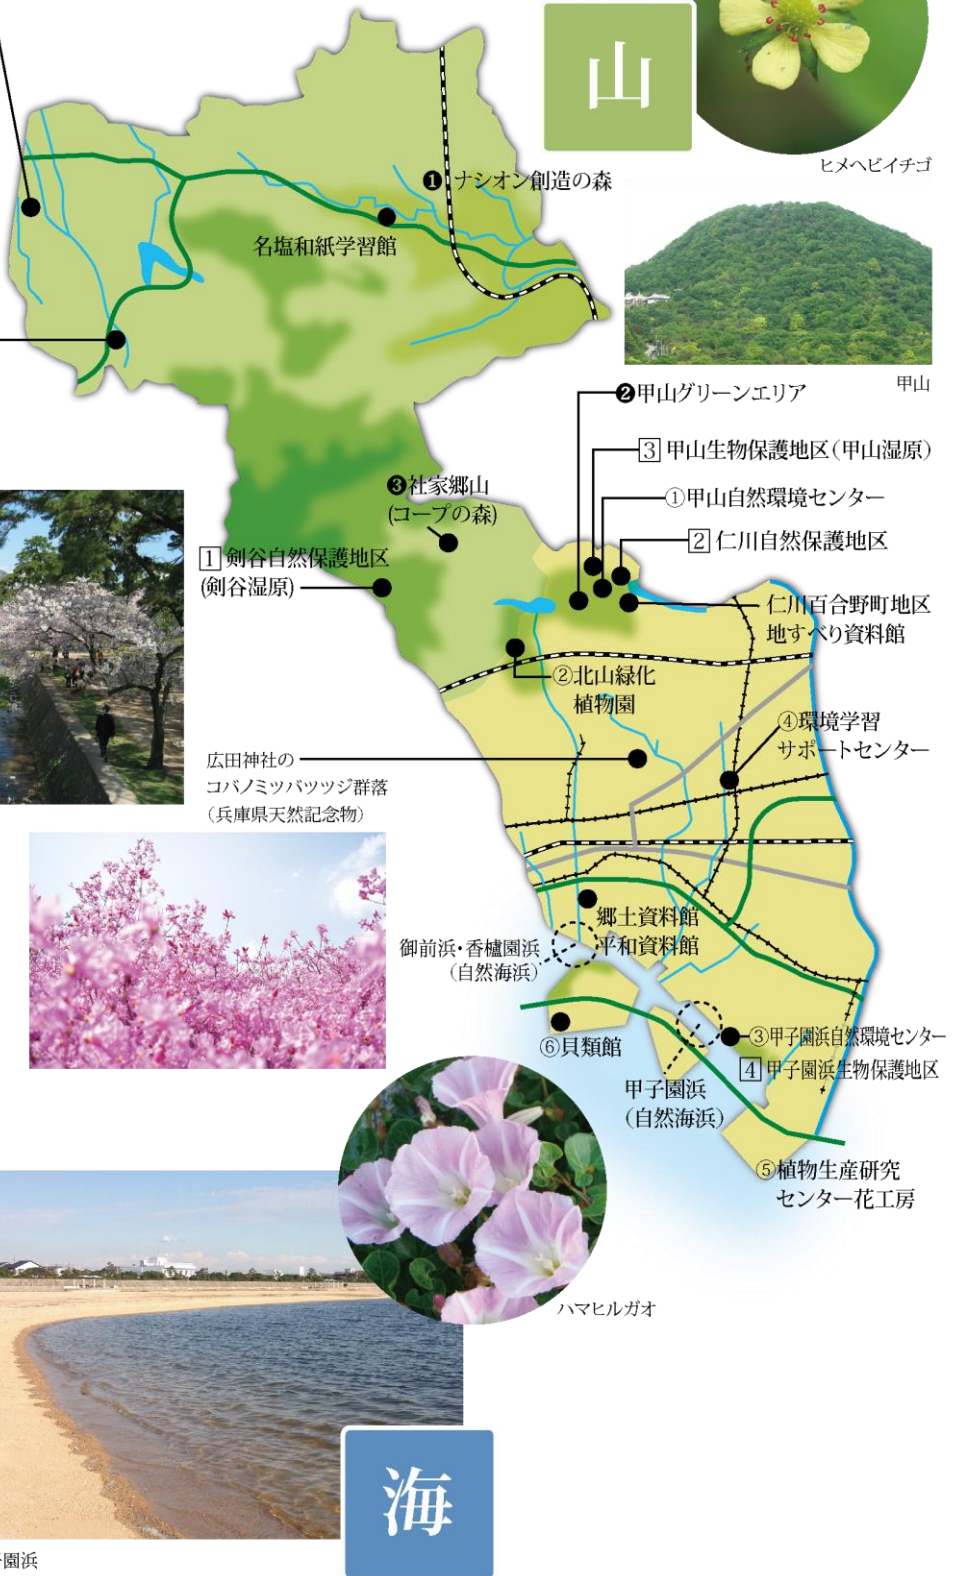 山
ヒメヘビイチゴ
❶ ナシオン創造の森
名塩和紙学習館
甲山
❷甲山グリーンエリア
3 甲山生物保護地区(甲山湿原)
①甲山自然環境センター
2 仁川自然保護地区
❸社家郷山
(コープの森)
1 剣谷自然保護地区
(剣谷湿原)
仁川百合野町地区
地すべり資料館
②北山緑化
植物園
④環境学習
サポートセンター
広田神社の
コバノミツバツツジ群落
(兵庫県天然記念物)
郷土資料館
平和資料館
御前浜・香櫨園浜
(自然海浜)
⑥貝類館
③甲子園浜自然環境センター
4 甲子園浜生物保護地区
甲子園浜
(自然海浜)
⑤植物生産研究
センター花工房
ハマヒルガオ
海
園浜